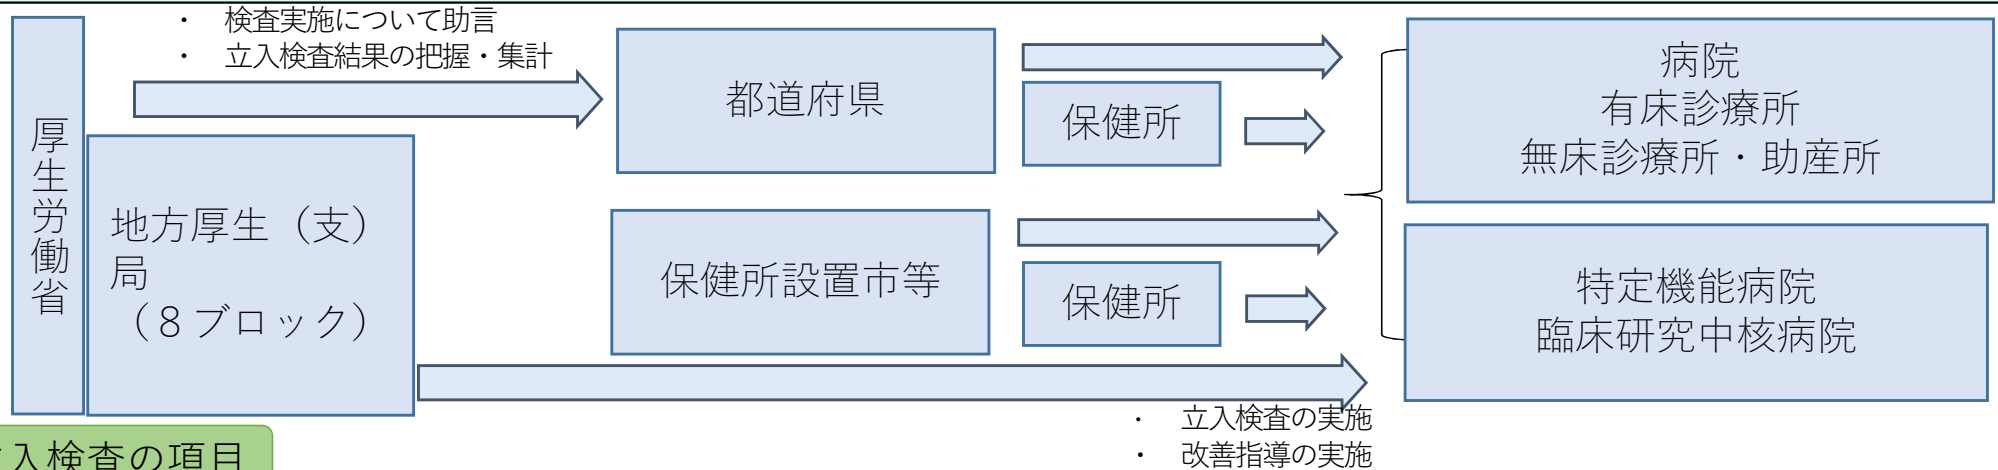 ・ 検査実施について助言
・ 立入検査結果の把握・集計
厚生労働省
地方厚生（支）
局
（８ブロック）
都道府県
保健所
保健所設置市等
保健所
病院
有床診療所
無床診療所・助産所
特定機能病院
臨床研究中核病院
・ 立入検査の実施
・ 改善指導の実施
入検査の項目